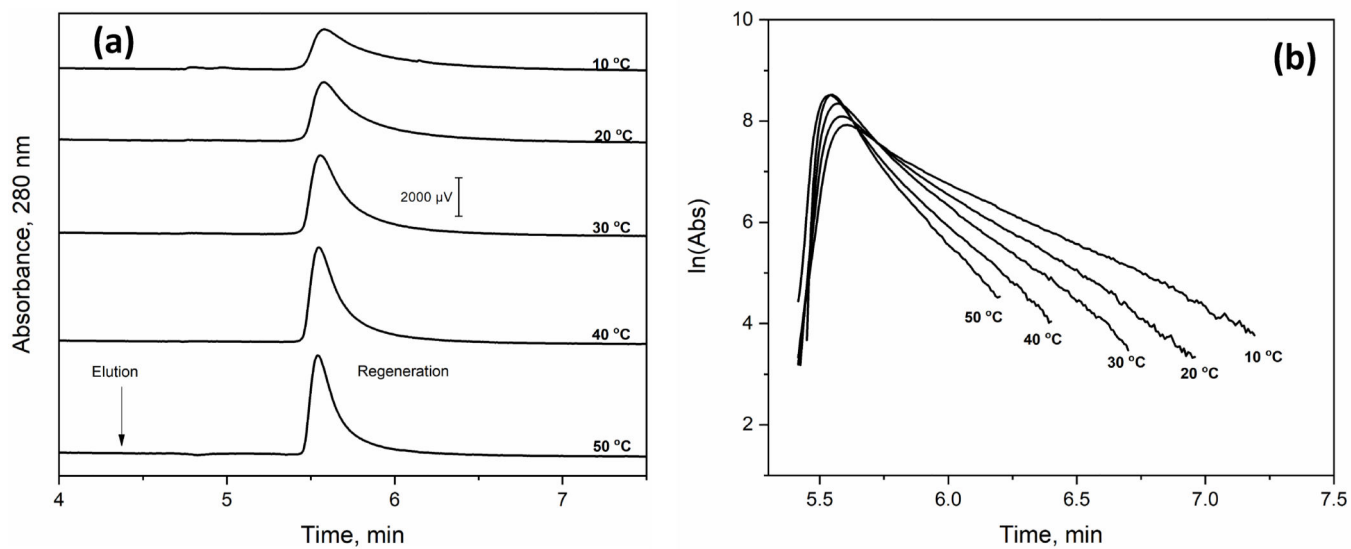 (a)
10 °C
20 °C
2000 µV
30 °C
40 °C
Elution
Regeneration
50 °C
Absorbance, 280 nm
4 5 6 7
Time, min
(b)
10
8
6
4
2
ln(Abs)
50 °C
40 °C
30 °C
20 °C
10 °C
5.5 6.0 6.5 7.0 7.5
Time, min